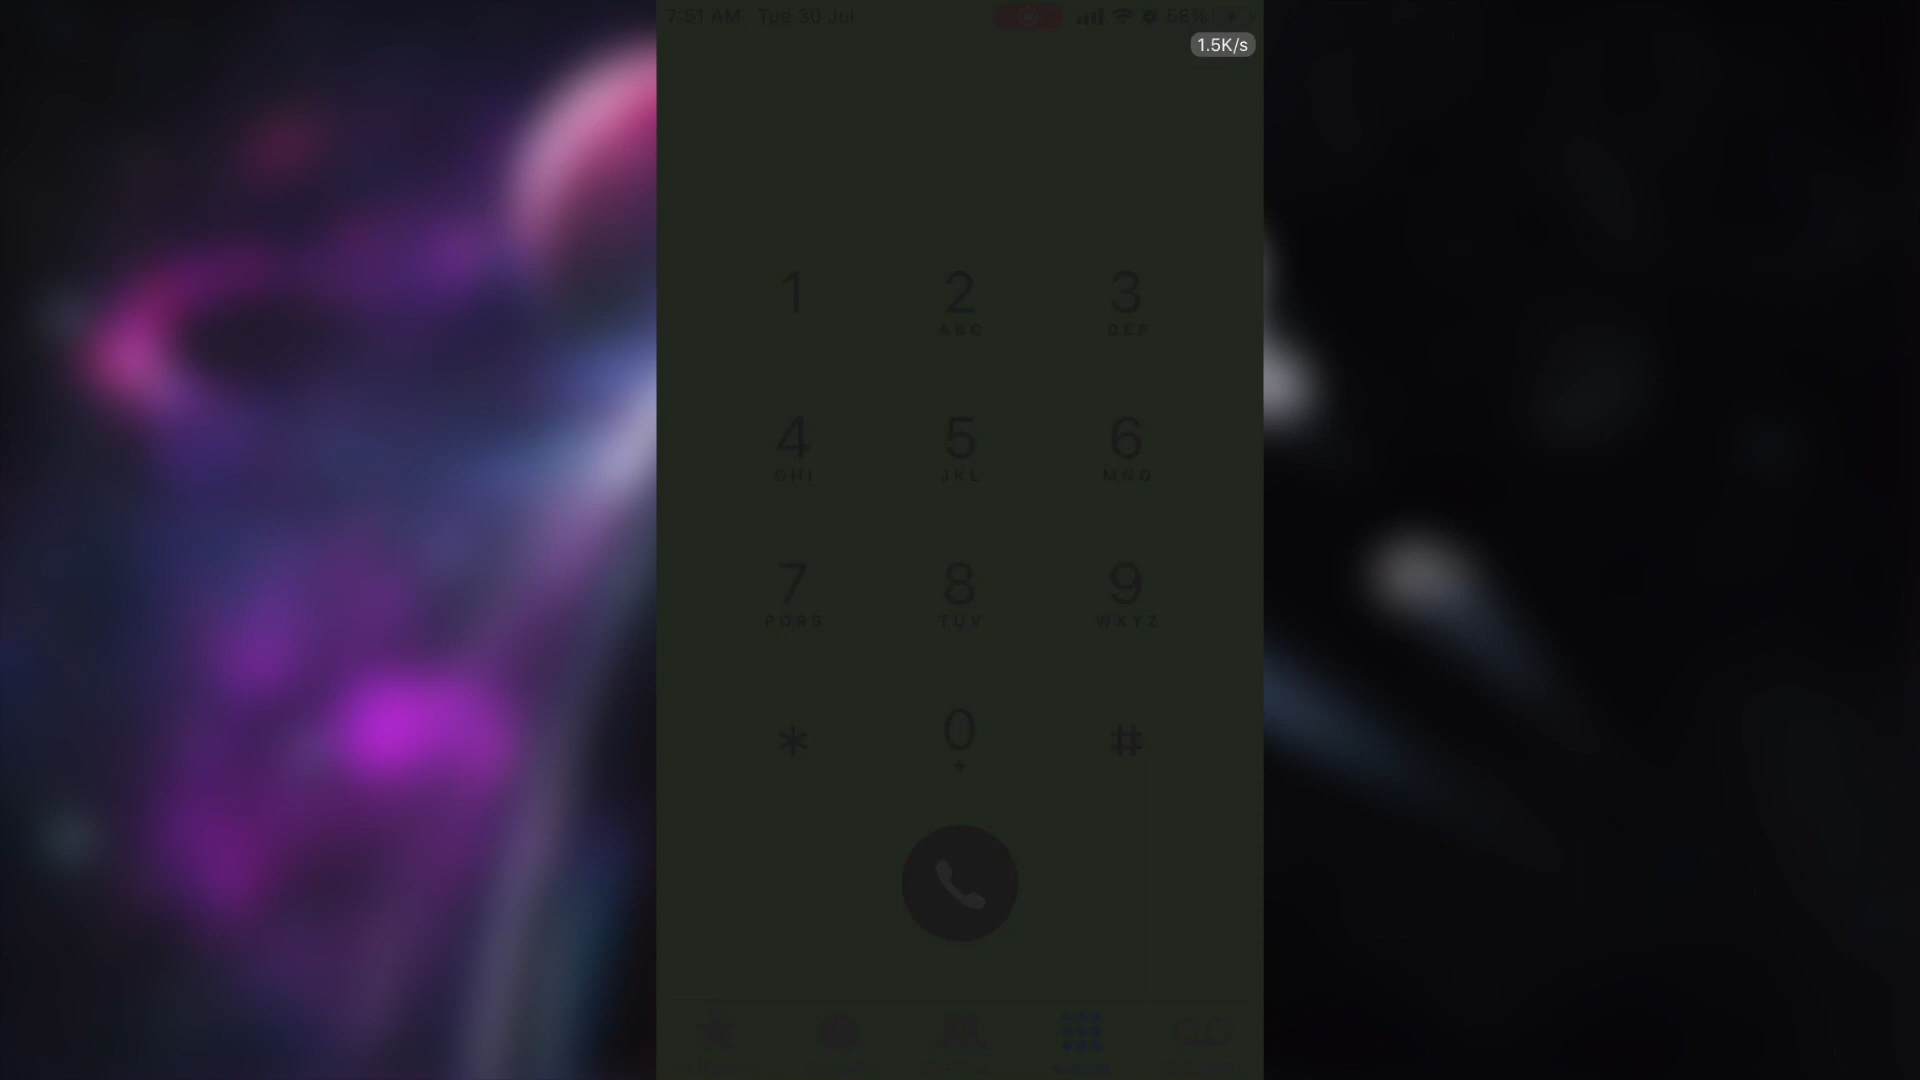 7:51 AM Tue 30 Jul 58%
1.5K/s
1 2 3
ABC DEF
4 5 6
GHI JKL MNO
7 8 9
PQRS TUV WXYZ
* 0 #
+